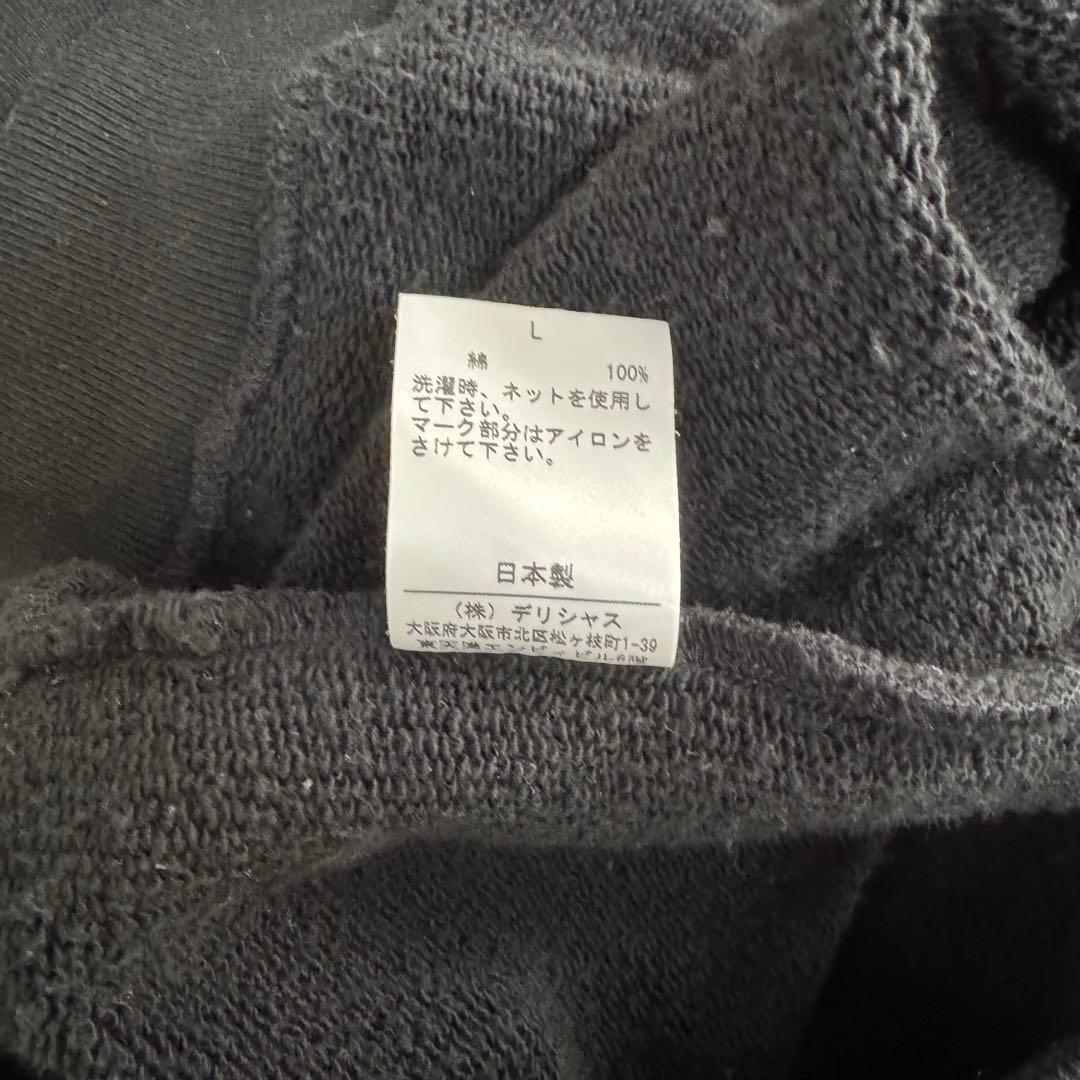 L
綿 100%
洗濯時、ネットを使用し
て下さい。
マーク部分はアイロンを
さけて下さい。
日本製
(株) デリシャス
大阪府大阪市北区松ヶ枝町1-39